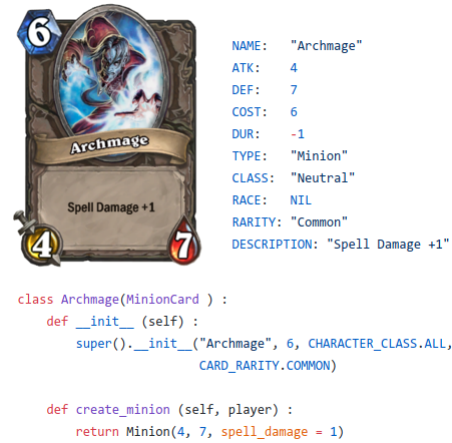 6
Archmage
Spell Damage +1
4
7
NAME: "Archmage"
ATK: 4
DEF: 7
COST: 6
DUR: -1
TYPE: "Minion"
CLASS: "Neutral"
RACE: NIL
RARITY: "Common"
DESCRIPTION: "Spell Damage +1"
class Archmage(MinionCard ) :
    def __init__ (self) :
        super().__init__("Archmage", 6, CHARACTER_CLASS.ALL,
                         CARD_RARITY.COMMON)
    def create_minion (self, player) :
        return Minion(4, 7, spell_damage = 1)